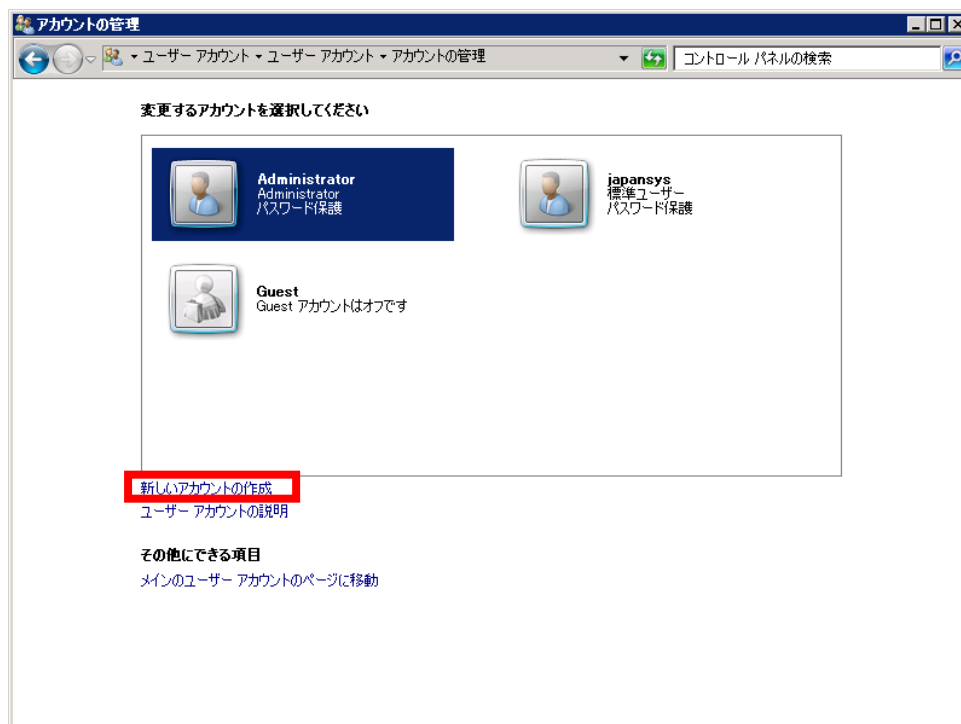 アカウントの管理
ユーザー アカウント ユーザー アカウント アカウントの管理
コントロール パネルの検索
変更するアカウントを選択してください
Administrator
Administrator
パスワード保護
japansys
標準ユーザー
パスワード保護
Guest
Guest アカウントはオフです
新しいアカウントの作成
ユーザー アカウントの説明
その他にできる項目
メインのユーザー アカウントのページに移動